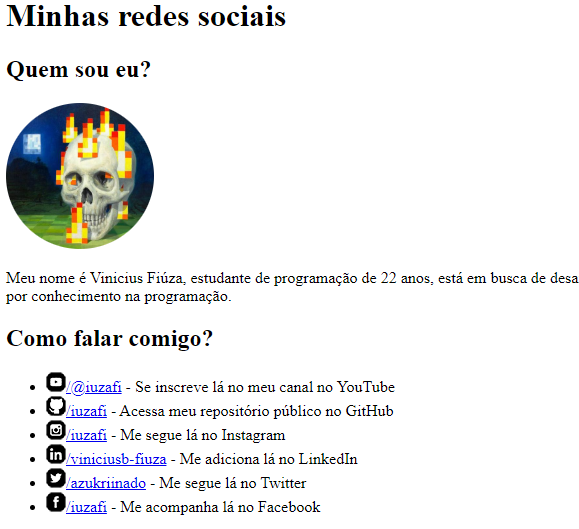 Minhas redes sociais
Quem sou eu?
Meu nome é Vinicius Fiúza, estudante de programação de 22 anos, está em busca de desa
por conhecimento na programação.
Como falar comigo?
/@iuzafi - Se inscreve lá no meu canal no YouTube
/iuzafi - Acessa meu repositório público no GitHub
/iuzafi - Me segue lá no Instagram
/viniciusb-fiuza - Me adiciona lá no LinkedIn
/azukriinado - Me segue lá no Twitter
/iuzafi - Me acompanha lá no Facebook